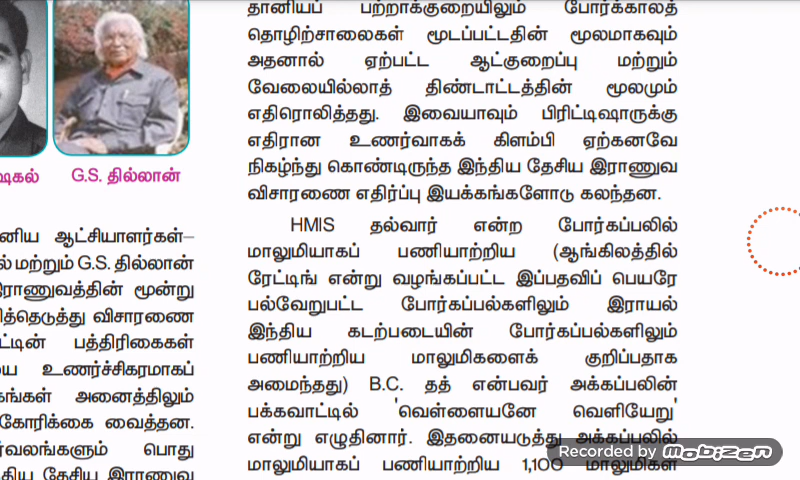 ஷகல்
G.S. தில்லான்
னிய ஆட்சியாளர்கள்–
ல் மற்றும் G.S. தில்லான்
ராணுவத்தின் மூன்று
ித்தெடுத்து விசாரணை
ட்டின் பத்திரிகைகள்
ய உணர்ச்சிகரமாகப்
கங்கள் அனைத்திலும்
கோரிக்கை வைத்தன.
ர்வலங்களும் பொது
திய தேசிய இராணுவ
தானியப் பற்றாக்குறையிலும் போர்க்காலத்
தொழிற்சாலைகள் மூடப்பட்டதின் மூலமாகவும்
அதனால் ஏற்பட்ட ஆட்குறைப்பு மற்றும்
வேலையில்லாத் திண்டாட்டத்தின் மூலமும்
எதிரொலித்தது. இவையாவும் பிரிட்டிஷாருக்கு
எதிரான உணர்வாகக் கிளம்பி ஏற்கனவே
நிகழ்ந்து கொண்டிருந்த இந்திய தேசிய இராணுவ
விசாரணை எதிர்ப்பு இயக்கங்களோடு கலந்தன.
HMIS தல்வார் என்ற போர்கப்பலில்
மாலுமியாகப் பணியாற்றிய (ஆங்கிலத்தில்
ரேட்டிங் என்று வழங்கப்பட்ட இப்பதவிப் பெயரே
பல்வேறுபட்ட போர்கப்பல்களிலும் இராயல்
இந்திய கடற்படையின் போர்கப்பல்களிலும்
பணியாற்றிய மாலுமிகளைக் குறிப்பதாக
அமைந்தது) B.C. தத் என்பவர் அக்கப்பலின்
பக்கவாட்டில் 'வெள்ளையனே வெளியேறு'
என்று எழுதினார். இதனையடுத்து அக்கப்பலில்
மாலுமியாகப் பணியாற்றிய 1,100 மாலுமிகள்
Recorded by mobizen